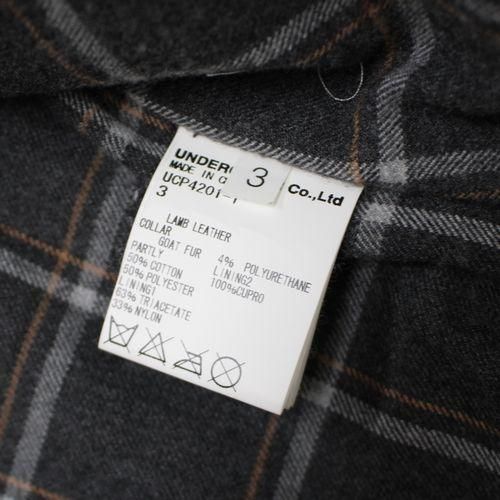 UNDER Co.,Ltd
MADE IN C
3
UCP4201-1
3
LAMB LEATHER
COLLAR
GOAT FUR 4% POLYURETHANE
PARTLY LINING2
50% COTTON 100%CUPRO
50% POLYESTER
LINING1
63% TRIACETATE
33% NYLON